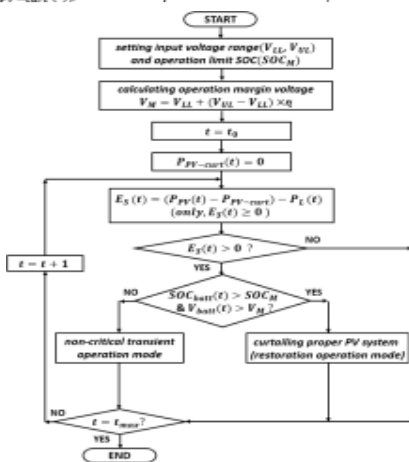 START
setting input voltage range(V_LL, V_UL)
and operation limit SOC(SOC_M)
calculating operation margin voltage
V_M = V_LL + (V_UL − V_LL) × η
t = t_0
P_PV−curt(t) = 0
E_S(t) = (P_PV(t) − P_PV−curt) − P_L(t)
(only, E_S(t) ≥ 0)
E_S(t) > 0 ?
NO
t = t + 1
YES
NO
SOC_batt(t) > SOC_M
& V_batt(t) > V_M?
YES
non-critical transient
operation mode
curtailing proper PV system
(restoration operation mode)
NO
t = t_max?
YES
END